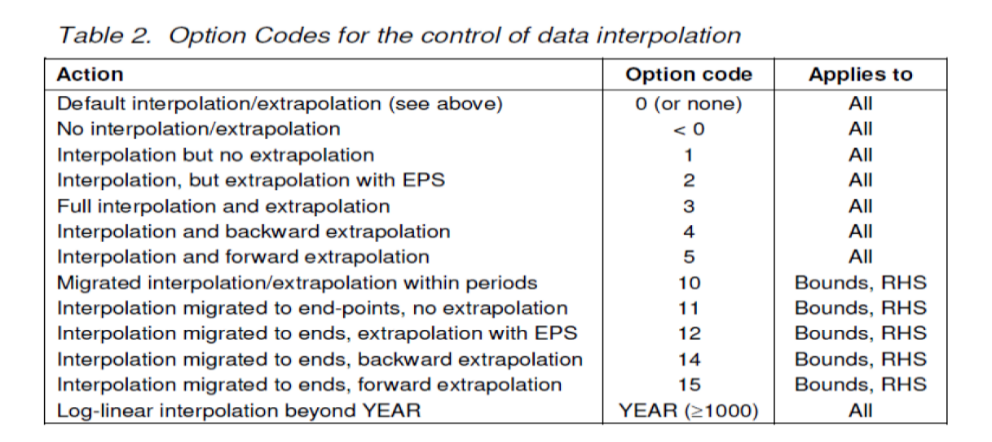 Table 2. Option Codes for the control of data interpolation
Action Option code Applies to
Default interpolation/extrapolation (see above) 0 (or none) All
No interpolation/extrapolation < 0 All
Interpolation but no extrapolation 1 All
Interpolation, but extrapolation with EPS 2 All
Full interpolation and extrapolation 3 All
Interpolation and backward extrapolation 4 All
Interpolation and forward extrapolation 5 All
Migrated interpolation/extrapolation within periods 10 Bounds, RHS
Interpolation migrated to end-points, no extrapolation 11 Bounds, RHS
Interpolation migrated to ends, extrapolation with EPS 12 Bounds, RHS
Interpolation migrated to ends, backward extrapolation 14 Bounds, RHS
Interpolation migrated to ends, forward extrapolation 15 Bounds, RHS
Log-linear interpolation beyond YEAR YEAR (≥1000) All